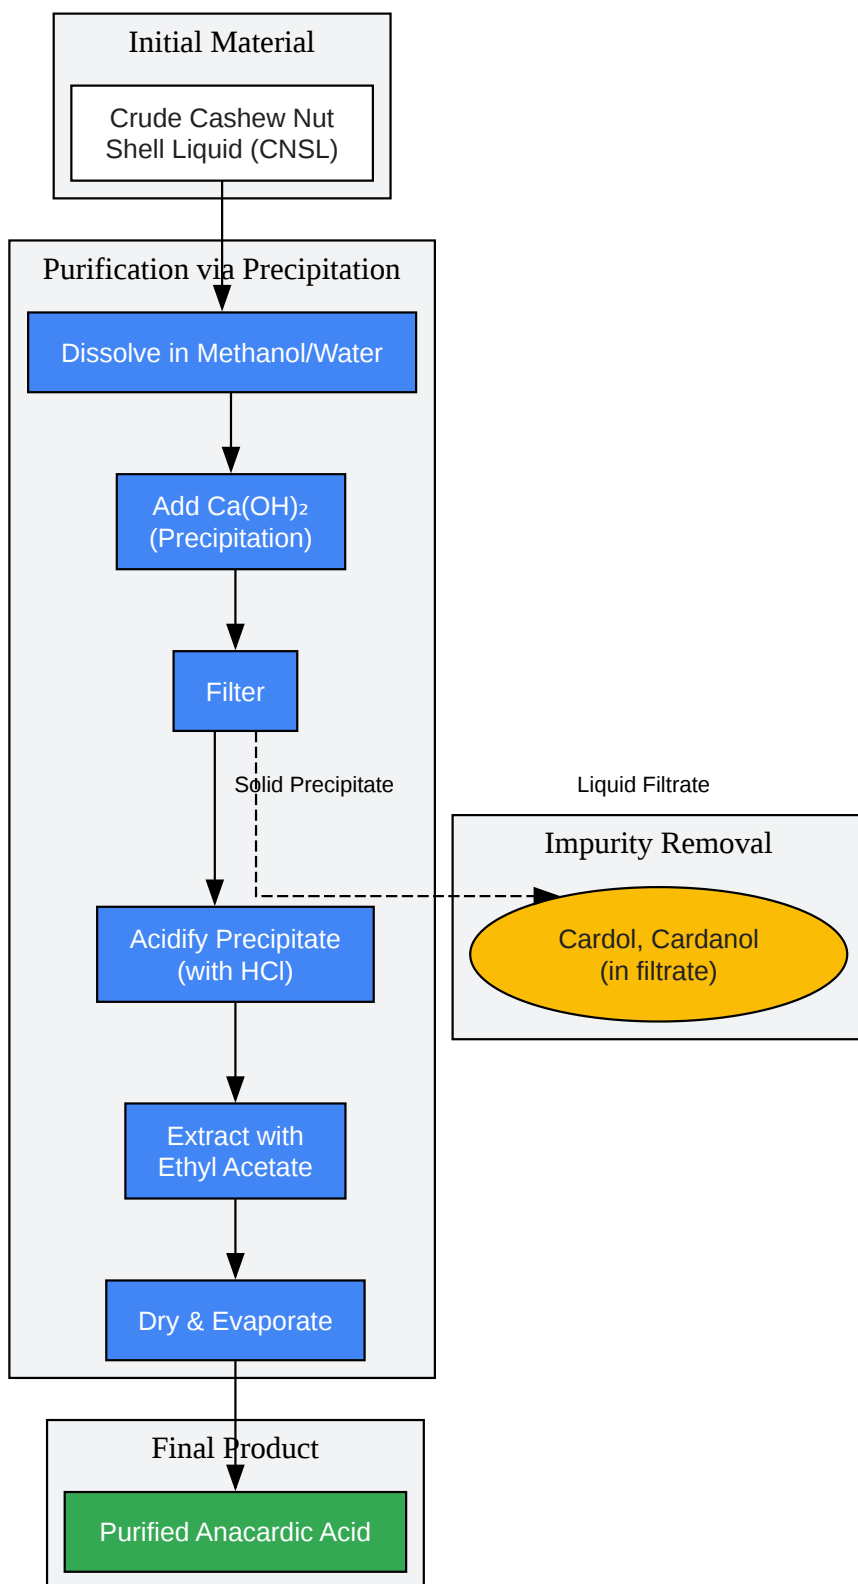 Initial Material
Crude Cashew Nut
Shell Liquid (CNSL)
Purification via Precipitation
Dissolve in Methanol/Water
Add Ca(OH)₂
(Precipitation)
Filter
Solid Precipitate
Liquid Filtrate
Impurity Removal
Cardol, Cardanol
(in filtrate)
Acidify Precipitate
(with HCl)
Extract with
Ethyl Acetate
Dry & Evaporate
Final Product
Purified Anacardic Acid